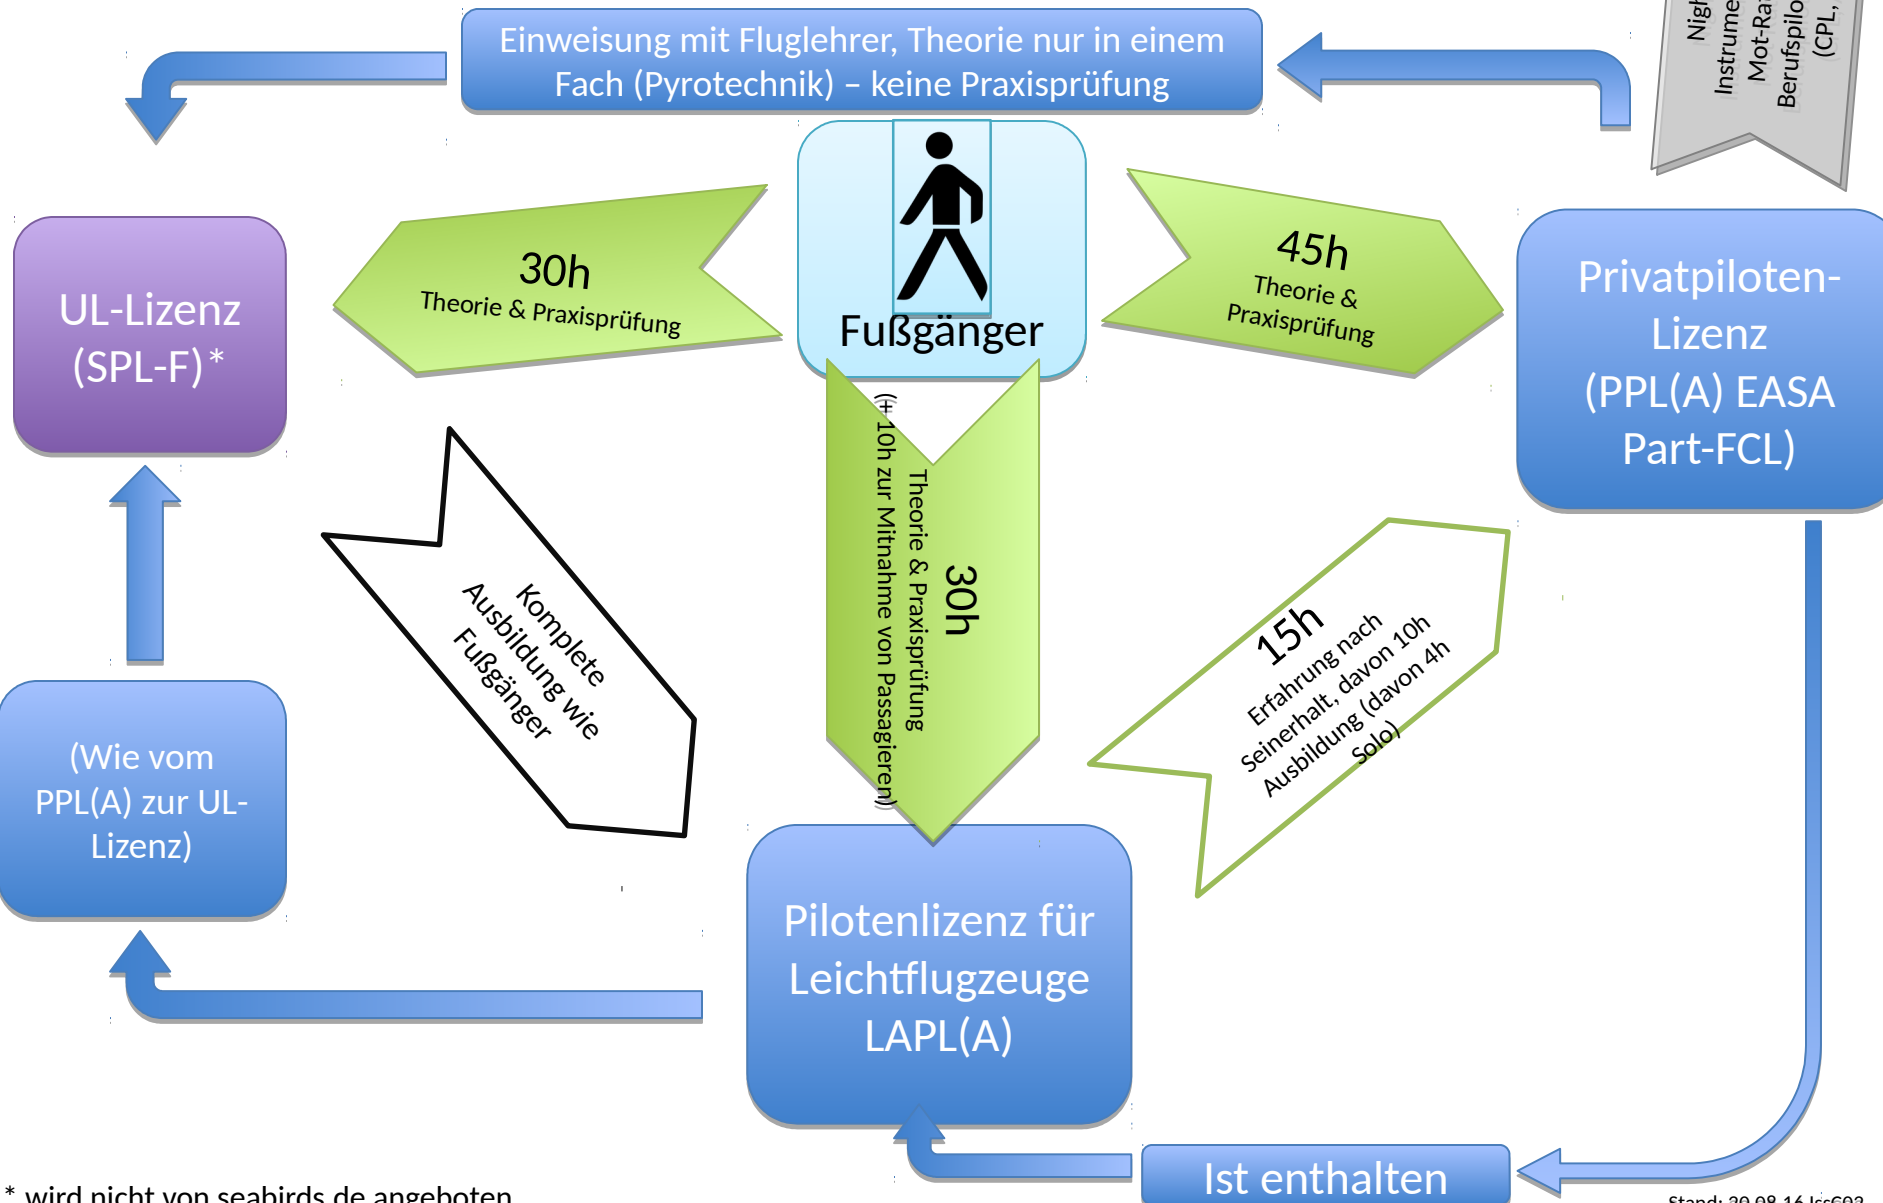 Einweisung mit Fluglehrer, Theorie nur in einem
Fach (Pyrotechnik) – keine Praxisprüfung
(CPL,
Fußgänger
30h
Theorie & Praxisprüfung
45h
Theorie &
Praxisprüfung
UL-Lizenz
(SPL-F)*
Privatpiloten-
Lizenz
(PPL(A) EASA
Part-FCL)
30h
Theorie & Praxisprüfung
(+10h zur Mitnahme von Passagieren)
Komplete
Ausbildung wie
Fußgänger
15h
Erfahrung nach
Seinerhalt, davon 10h
Ausbildung (davon 4h
Solo)
(Wie vom
PPL(A) zur UL-
Lizenz)
Pilotenlizenz für
Leichtflugzeuge
LAPL(A)
Ist enthalten
* wird nicht von seabirds.de angeboten
Stand: